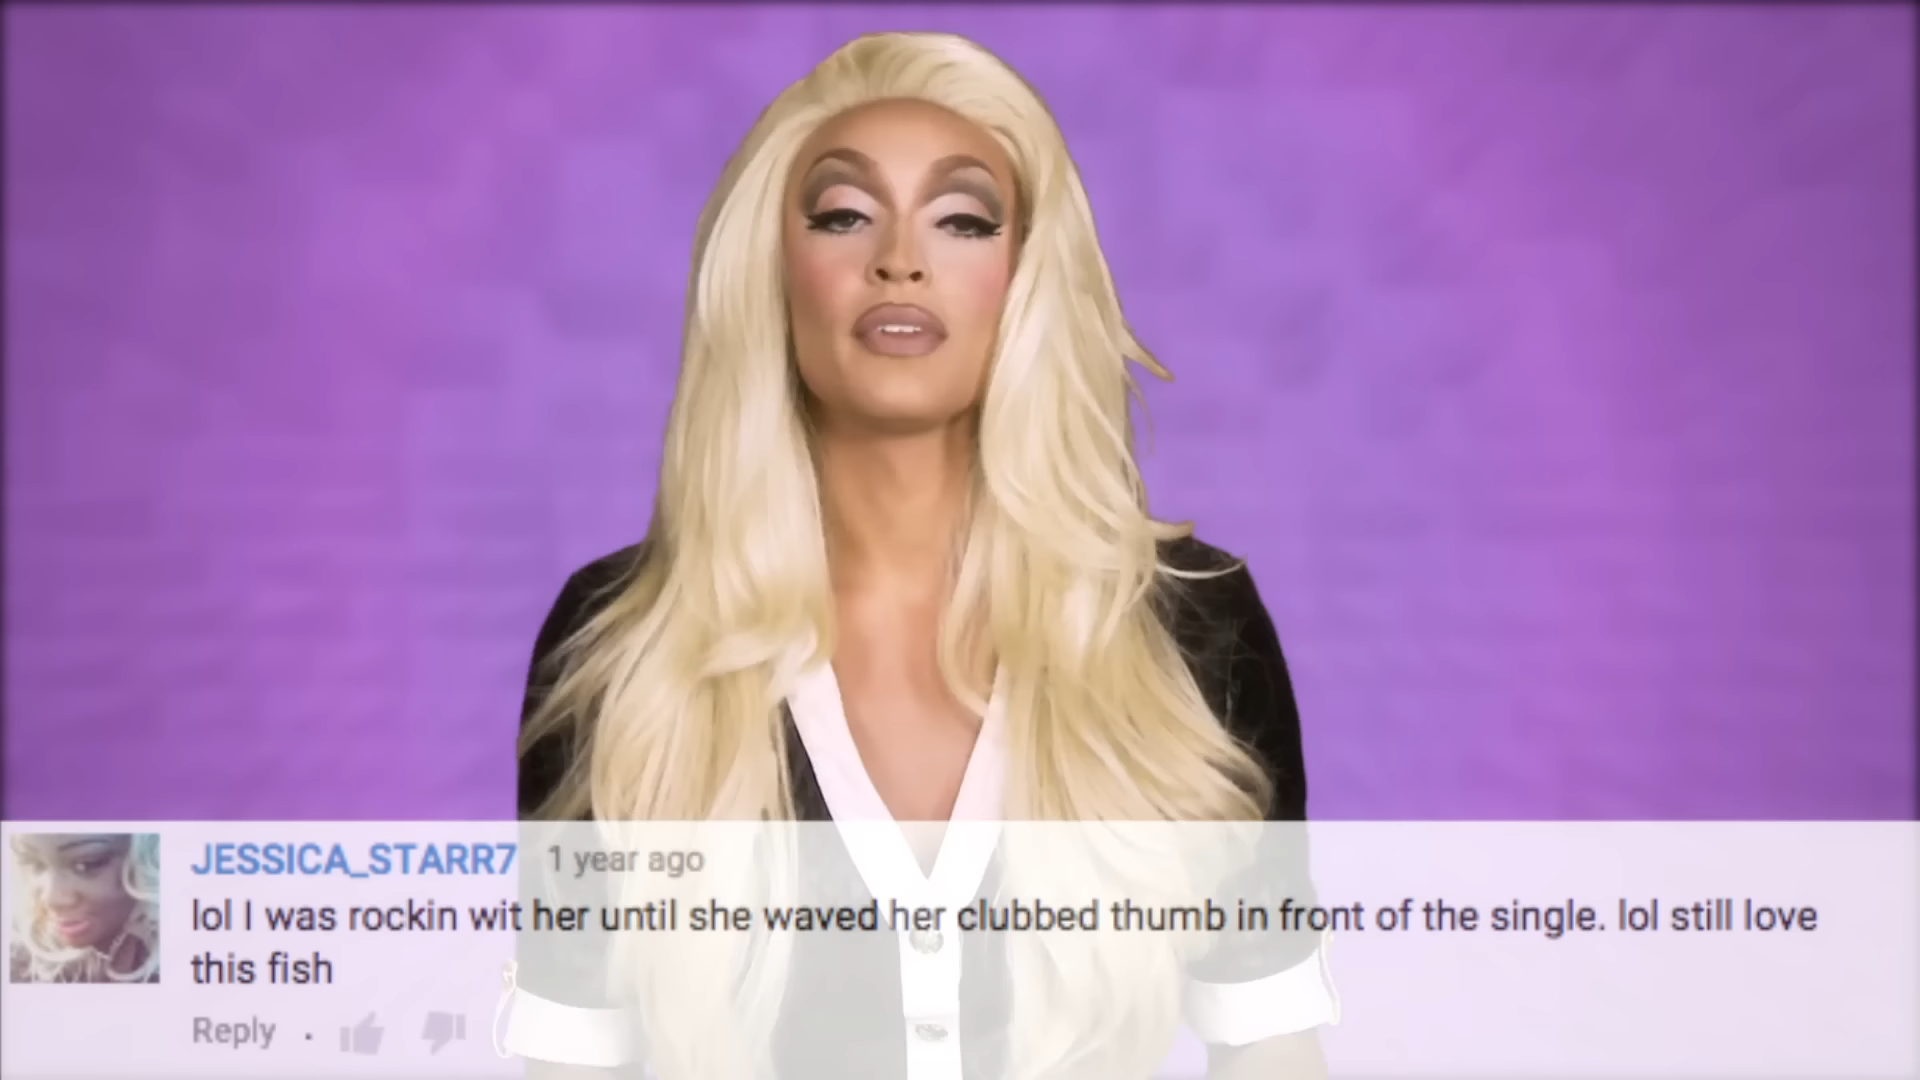 JESSICA_STARR7 1 year ago
lol I was rockin wit her until she waved her clubbed thumb in front of the single. lol still love
this fish
Reply .